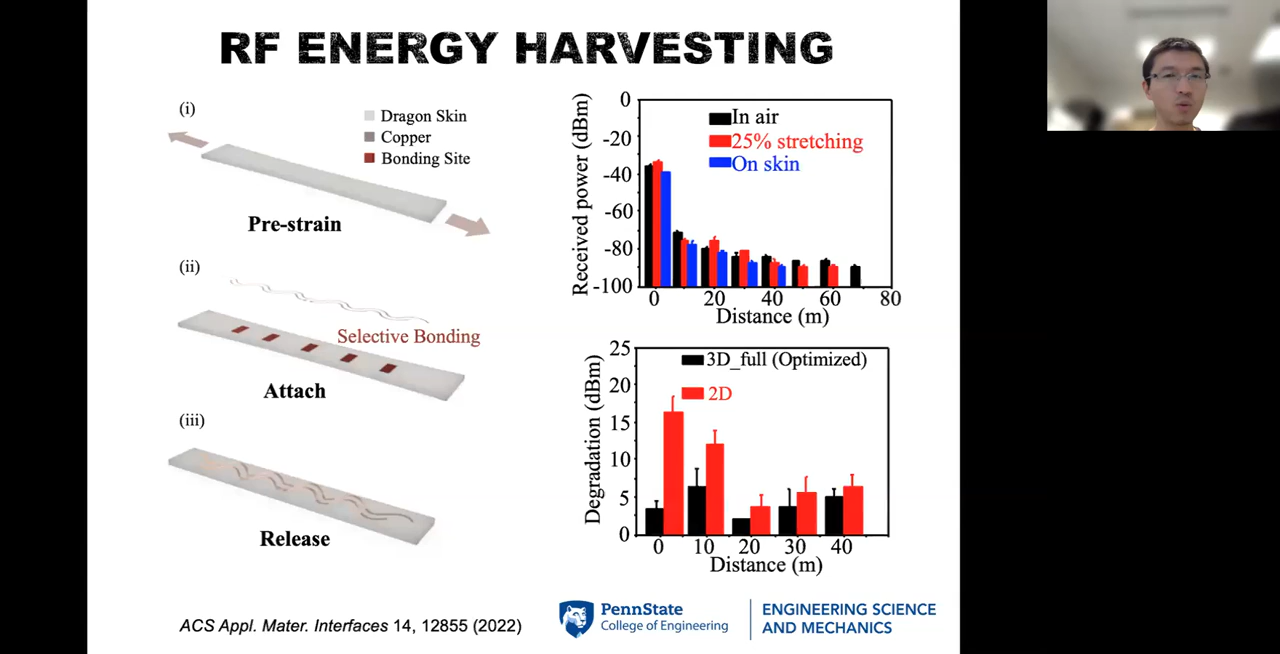 RF ENERGY HARVESTING
(i)
Dragon Skin
Copper
Bonding Site
Pre-strain
(ii)
Selective Bonding
Attach
(iii)
Release
Received power (dBm)
0
-20
-40
-60
-80
-100
In air
25% stretching
On skin
0 20 40 60 80
Distance (m)
Degradation (dBm)
25
20
15
10
5
0
3D_full (Optimized)
2D
0 10 20 30 40
Distance (m)
ACS Appl. Mater. Interfaces 14, 12855 (2022)
PennState
College of Engineering
ENGINEERING SCIENCE
AND MECHANICS